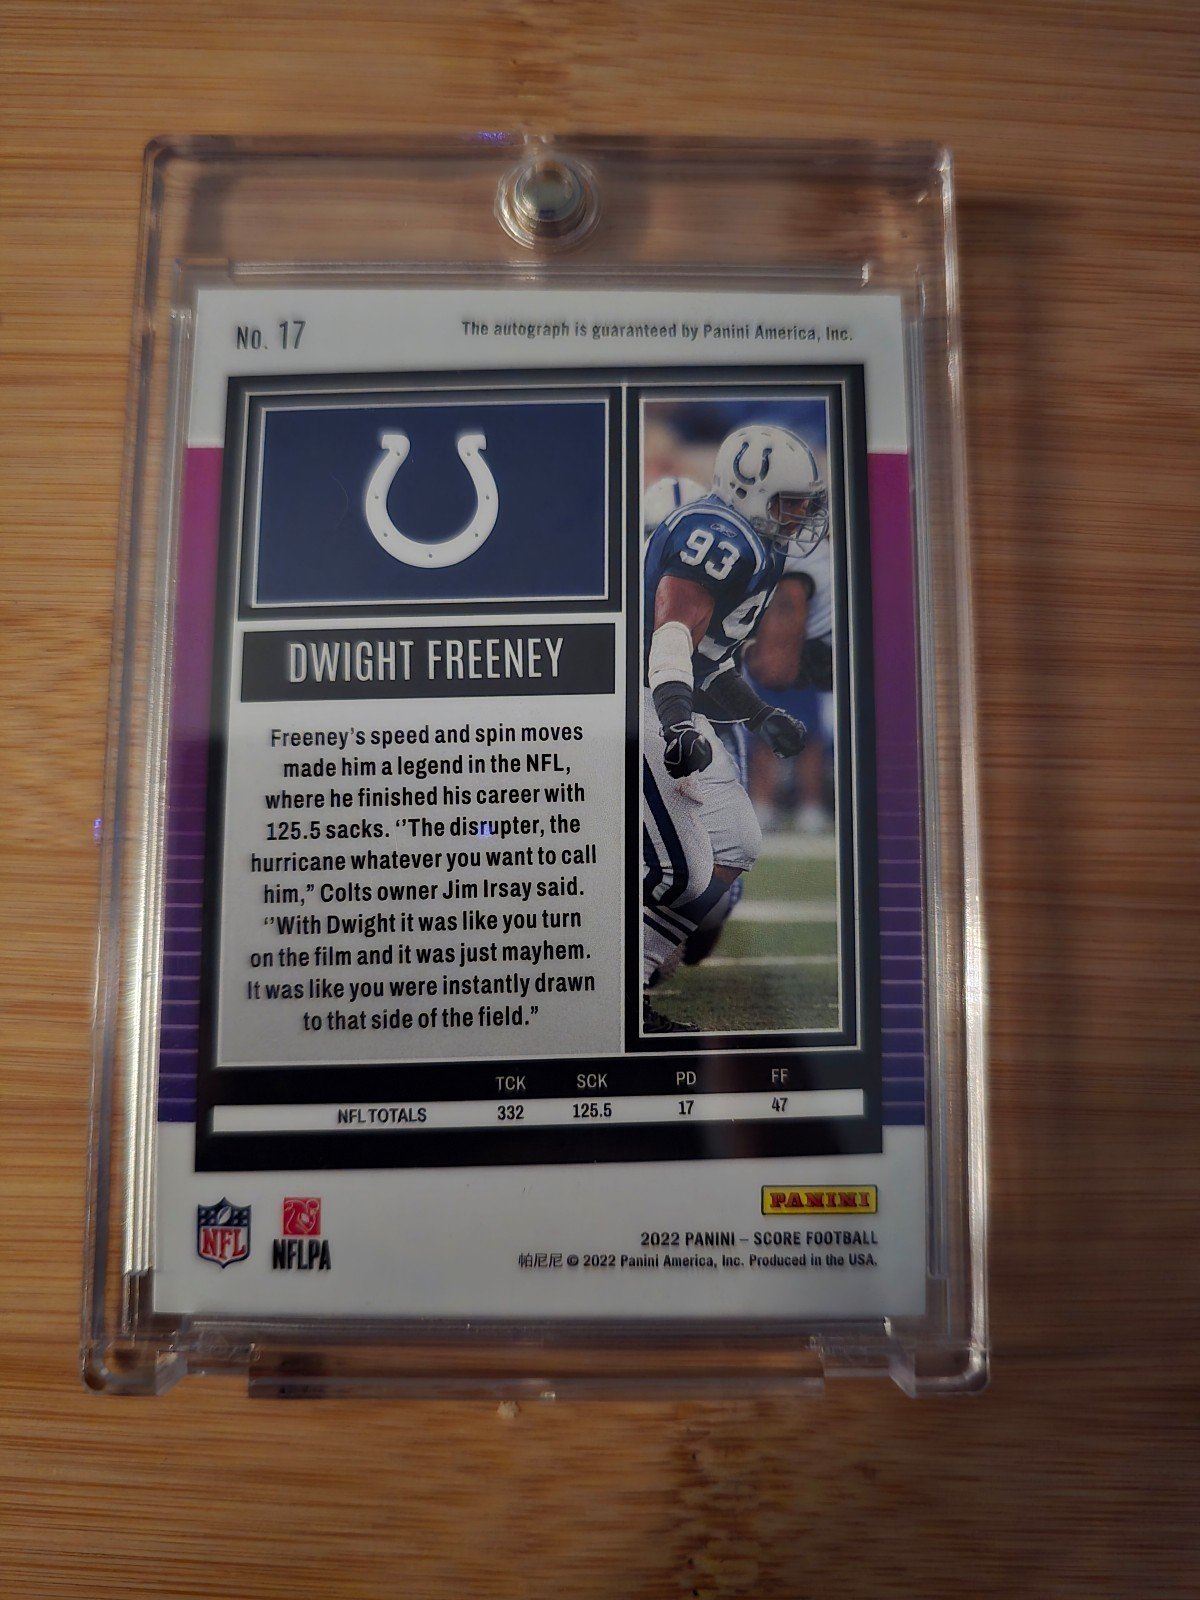 No. 17
The autograph is guaranteed by Panini America, Inc.
93
DWIGHT FREENEY
Freeney's speed and spin moves
made him a legend in the NFL,
where he finished his career with
125.5 sacks. ‘’The disrupter, the
hurricane whatever you want to call
him,” Colts owner Jim Irsay said.
‘’With Dwight it was like you turn
on the film and it was just mayhem.
It was like you were instantly drawn
to that side of the field.”
TCK SCK PD FF
NFL TOTALS 332 125.5 17 47
NFL
NFLPA
PANINI
2022 PANINI – SCORE FOOTBALL
帕尼尼 © 2022 Panini America, Inc. Produced in the USA.